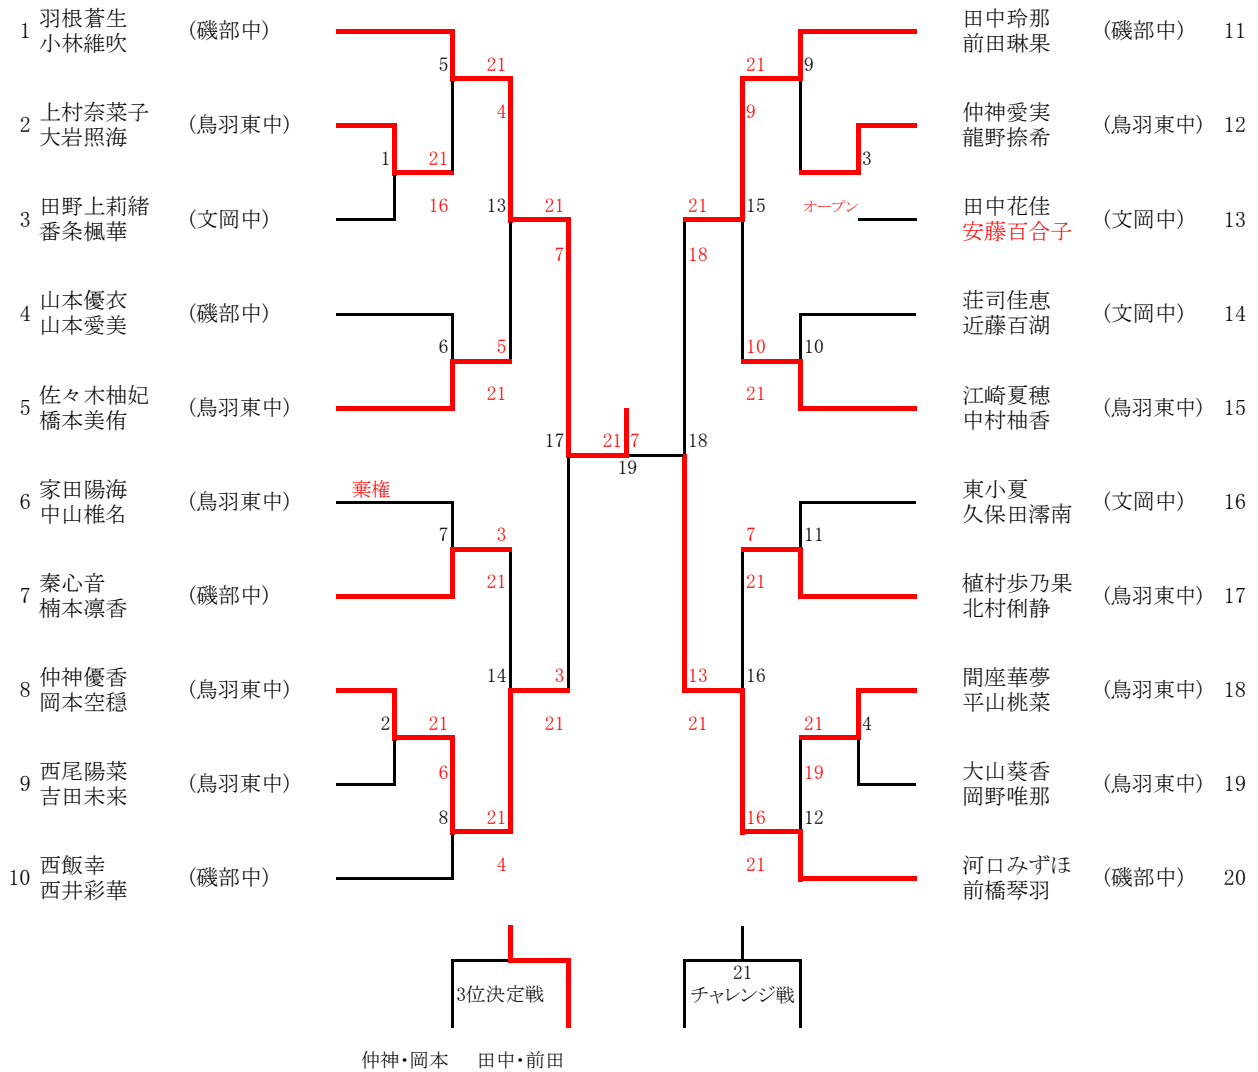 1 羽根蒼生 (磯部中)
小林維吹
2 上村奈菜子 (鳥羽東中)
大岩照海
3 田野上莉緒 (文岡中)
番条楓華
4 山本優衣 (磯部中)
山本愛美
5 佐々木柚妃 (鳥羽東中)
橋本美侑
6 家田陽海 (鳥羽東中)
中山椎名
7 秦心音 (磯部中)
楠本凛香
8 仲神優香 (鳥羽東中)
岡本空穏
9 西尾陽菜 (鳥羽東中)
吉田未来
10 西飯幸 (磯部中)
西井彩華
5 21
4
1 21
16
13 21
7
6 5
21
17 21 7
19
棄権
7 3
21
14 3
21
2 21
6
8 21
4
21 9
9
3
21 15 オープン
18
10 10
21
18
7 11
21
13 16
21
21 4
19
16 12
21
田中玲那 (磯部中) 11
前田琳果
仲神愛実 (鳥羽東中) 12
龍野捺希
田中花佳 (文岡中) 13
安藤百合子
荘司佳恵 (文岡中) 14
近藤百湖
江崎夏穂 (鳥羽東中) 15
中村柚香
東小夏 (文岡中) 16
久保田澪南
植村歩乃果 (鳥羽東中) 17
北村俐静
間座華夢 (鳥羽東中) 18
平山桃菜
大山葵香 (鳥羽東中) 19
岡野唯那
河口みずほ (磯部中) 20
前橋琴羽
3位決定戦
21
チャレンジ戦
仲神・岡本 田中・前田